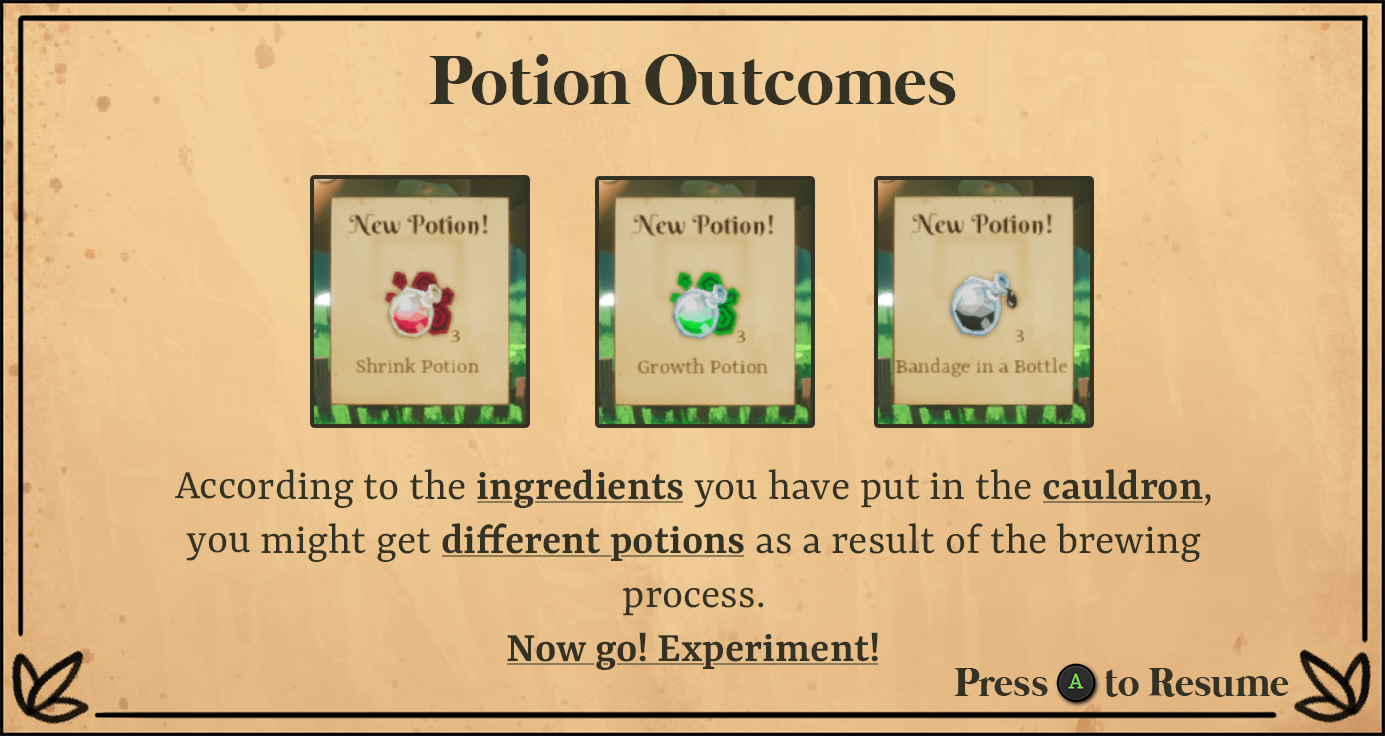 Potion Outcomes
New Potion!
3
Shrink Potion
New Potion!
3
Growth Potion
New Potion!
3
Bandage in a Bottle
According to the ingredients you have put in the cauldron,
you might get different potions as a result of the brewing
process.
Now go! Experiment!
Press A to Resume